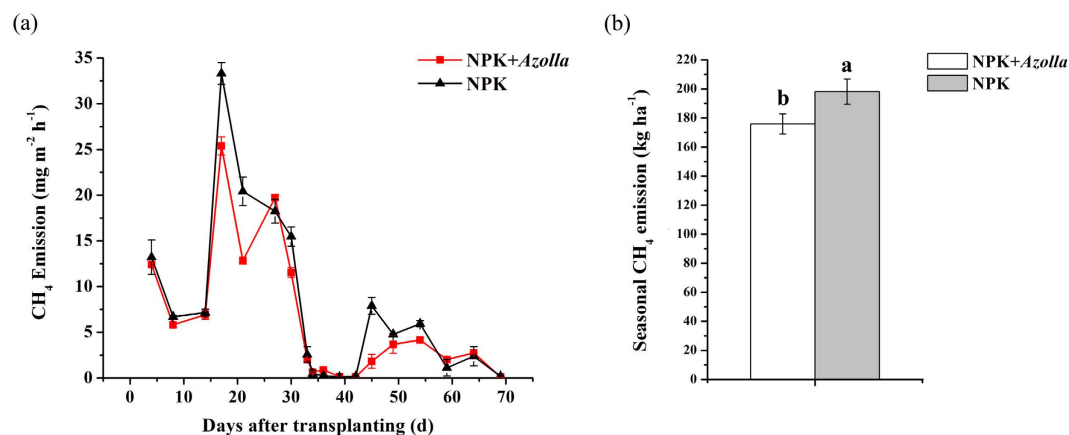 (a)
NPK+Azolla
NPK
35
30
25
20
15
10
5
0
CH₄ Emission (mg m⁻² h⁻¹)
0 10 20 30 40 50 60 70
Days after transplanting (d)
(b)
NPK+Azolla
NPK
220
200
180
160
140
120
100
80
60
40
20
0
Seasonal CH₄ emission (kg ha⁻¹)
b
a